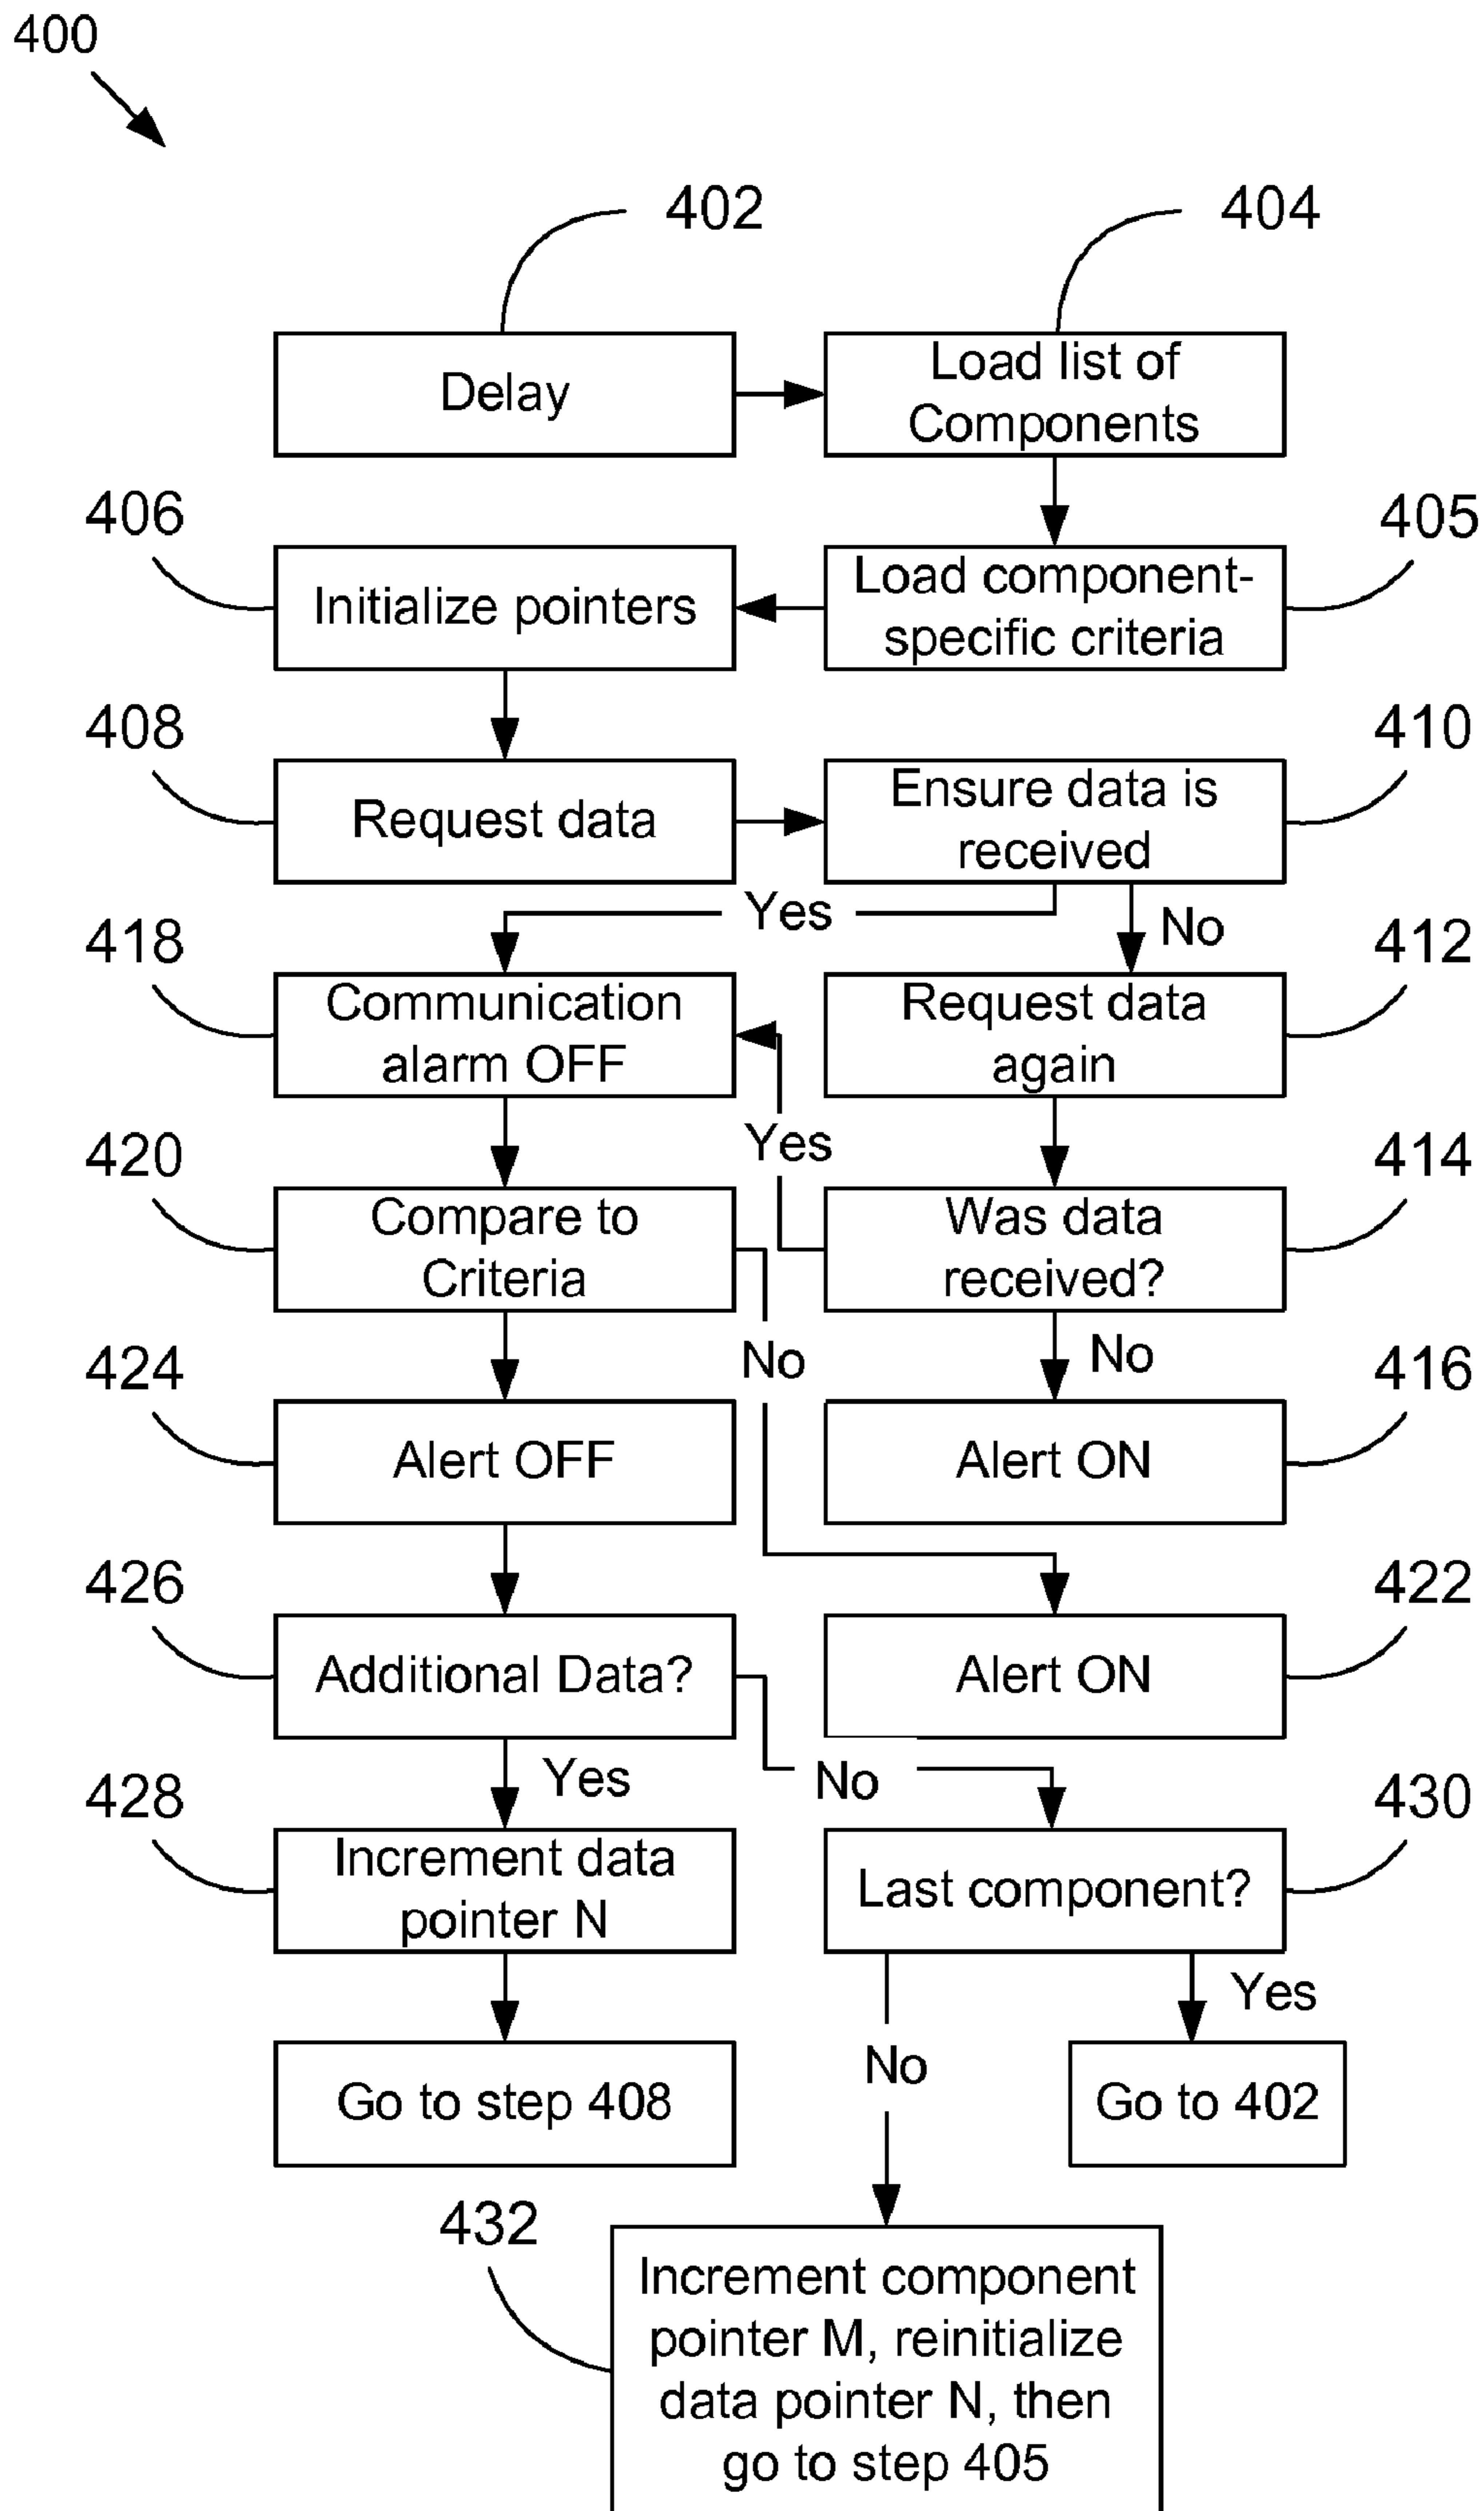 400
402
404
Delay
Load list of
Components
406
405
Initialize pointers
Load component-
specific criteria
408
410
Request data
Ensure data is
received
Yes
No
418
412
Communication
alarm OFF
Request data
again
Yes
420
414
Compare to
Criteria
Was data
received?
No
No
424
416
Alert OFF
Alert ON
426
422
Additional Data?
Alert ON
Yes
No
428
430
Increment data
pointer N
Last component?
Yes
No
Go to step 408
Go to 402
432
Increment component
pointer M, reinitialize
data pointer N, then
go to step 405